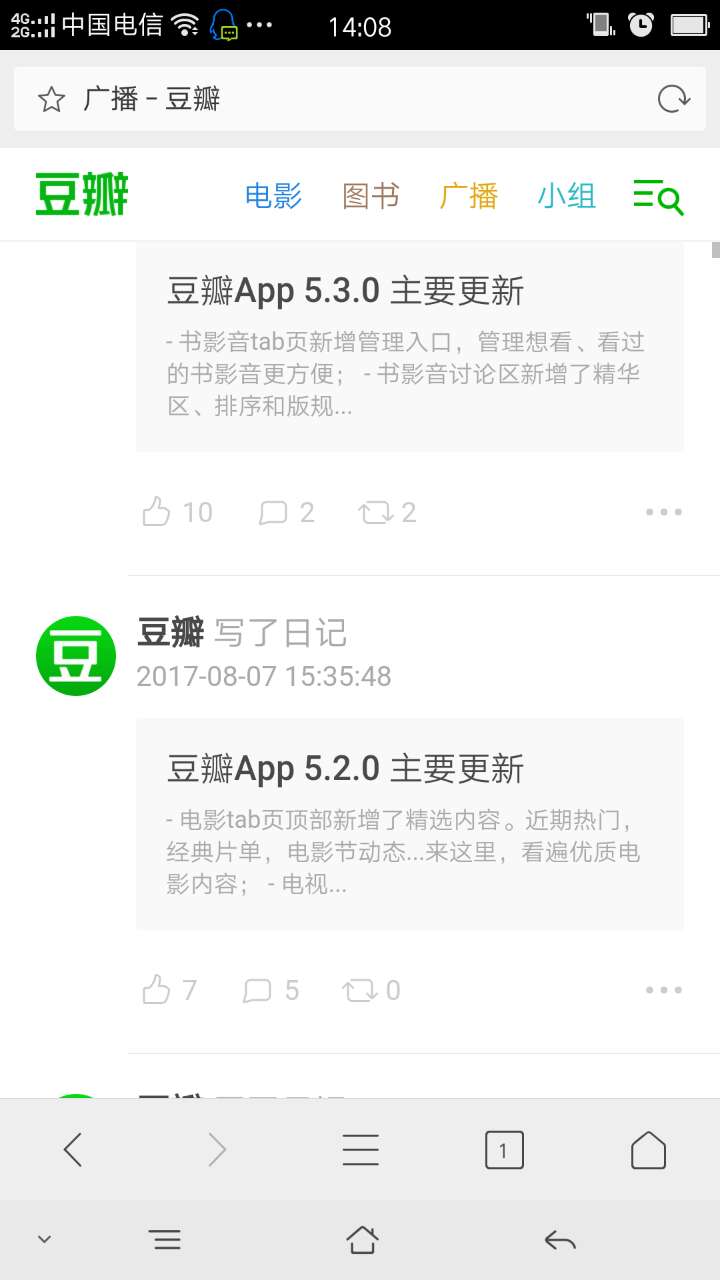 4G 2G 中国电信 14:08
广播 - 豆瓣
豆瓣 电影 图书 广播 小组
豆瓣App 5.3.0 主要更新
- 书影音tab页新增管理入口，管理想看、看过
的书影音更方便； - 书影音讨论区新增了精华
区、排序和版规...
10 2 2
豆瓣 写了日记
豆 2017-08-07 15:35:48
豆瓣App 5.2.0 主要更新
- 电影tab页顶部新增了精选内容。近期热门，
经典片单，电影节动态...来这里，看遍优质电
影内容； - 电视...
7 5 0
1